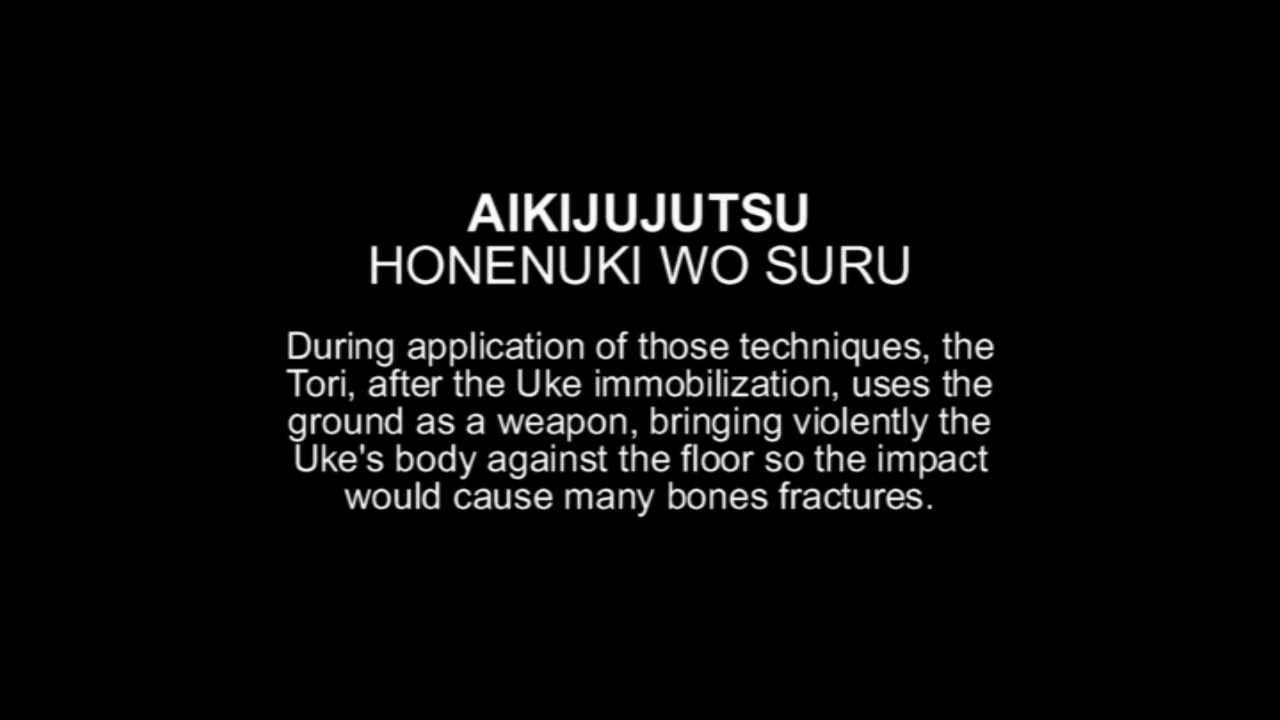 AIKIJUJUTSU
HONENUKI WO SURU
During application of those techniques, the
Tori, after the Uke immobilization, uses the
ground as a weapon, bringing violently the
Uke's body against the floor so the impact
would cause many bones fractures.